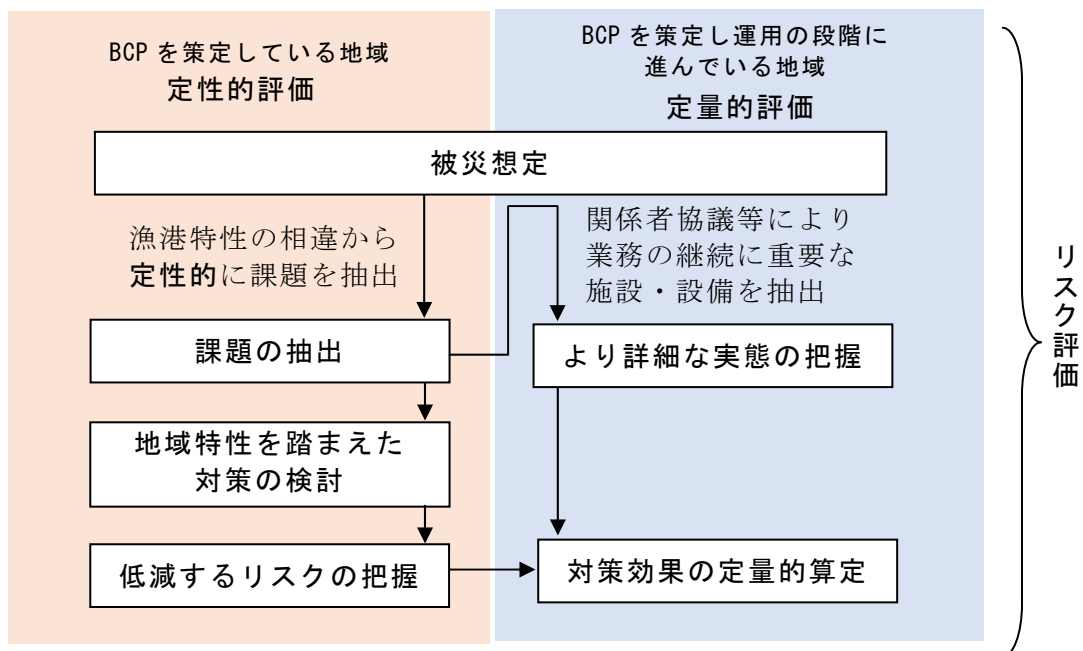 BCP を策定している地域
定性的評価
BCP を策定し運用の段階に
進んでいる地域
定量的評価
被災想定
漁港特性の相違から
定性的に課題を抽出
関係者協議等により
業務の継続に重要な
施設・設備を抽出
課題の抽出
より詳細な実態の把握
地域特性を踏まえた
対策の検討
低減するリスクの把握
対策効果の定量的算定
リスク評価